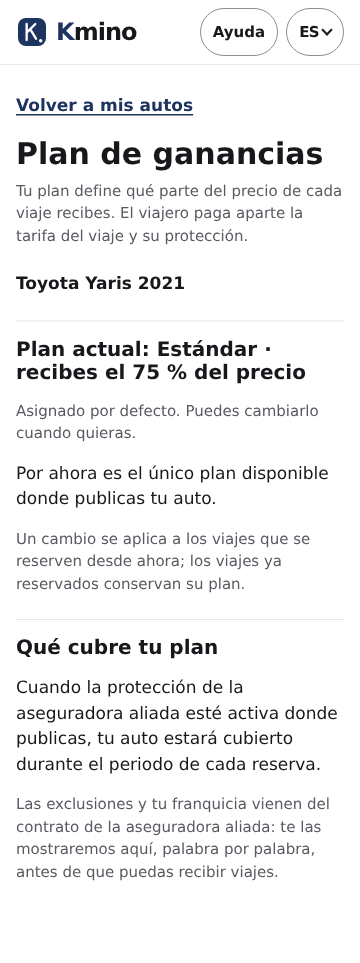 K. Kmino
Ayuda
ES
Volver a mis autos
Plan de ganancias
Tu plan define qué parte del precio de cada
viaje recibes. El viajero paga aparte la
tarifa del viaje y su protección.
Toyota Yaris 2021
Plan actual: Estándar ·
recibes el 75 % del precio
Asignado por defecto. Puedes cambiarlo
cuando quieras.
Por ahora es el único plan disponible
donde publicas tu auto.
Un cambio se aplica a los viajes que se
reserven desde ahora; los viajes ya
reservados conservan su plan.
Qué cubre tu plan
Cuando la protección de la
aseguradora aliada esté activa donde
publicas, tu auto estará cubierto
durante el periodo de cada reserva.
Las exclusiones y tu franquicia vienen del
contrato de la aseguradora aliada: te las
mostraremos aquí, palabra por palabra,
antes de que puedas recibir viajes.